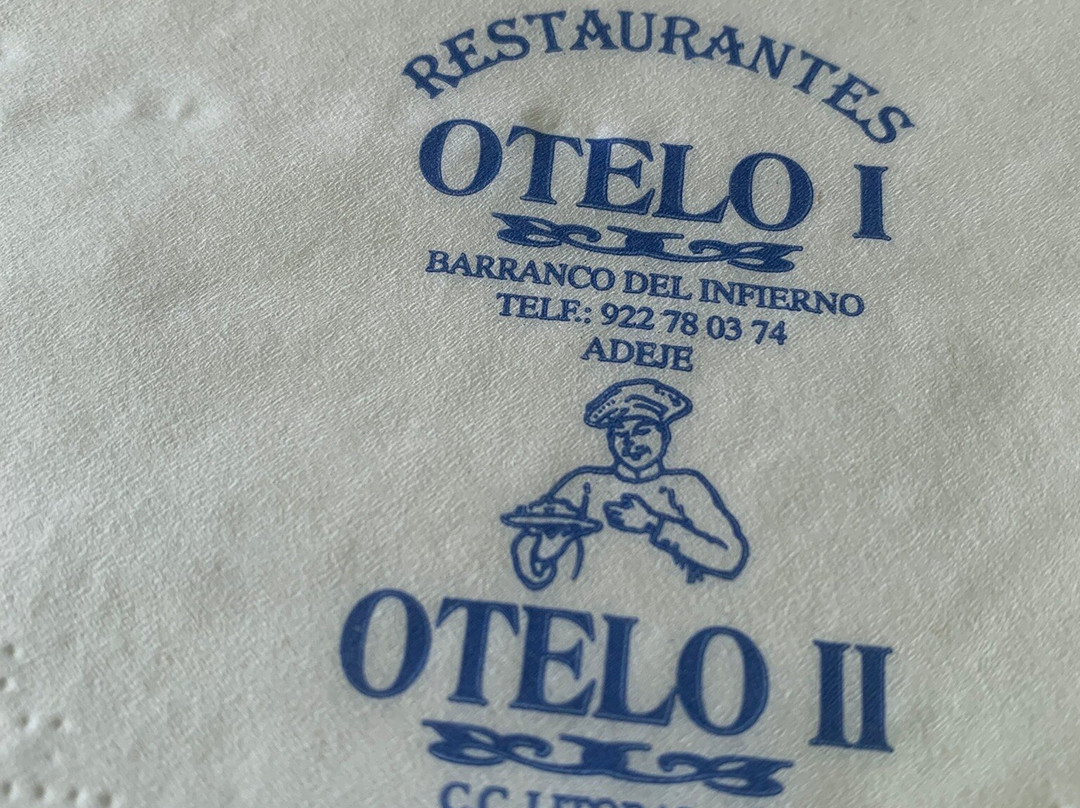 RESTAURANTES
OTELO I
BARRANCO DEL INFIERNO
TELF.: 922 78 03 74
ADEJE
OTELO II
C.C.